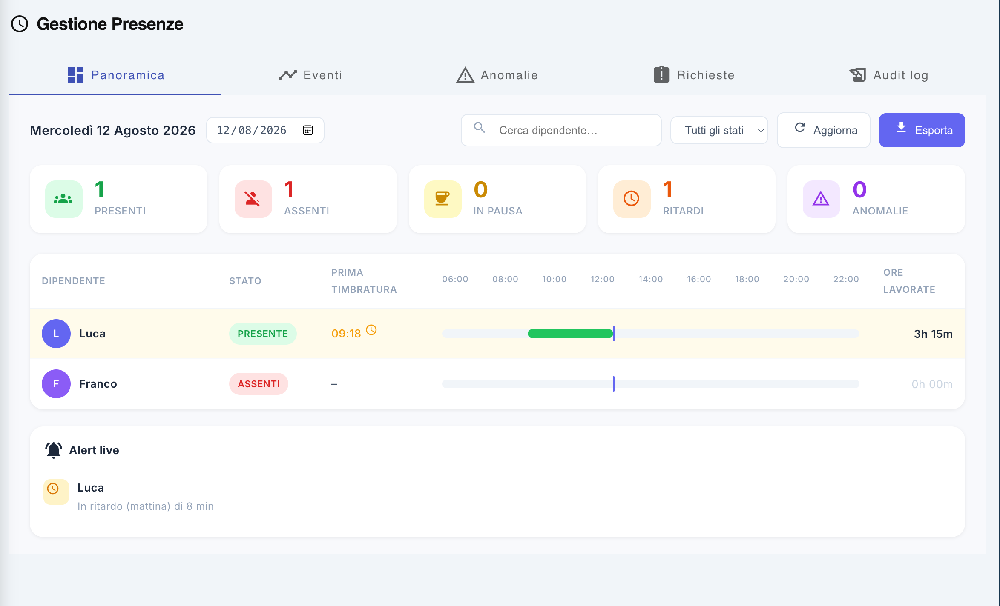 Gestione Presenze
Panoramica
Eventi
Anomalie
Richieste
Audit log
Mercoledì 12 Agosto 2026
12/08/2026
Cerca dipendente...
Tutti gli stati
Aggiorna
Esporta
1
PRESENTI
1
ASSENTI
0
IN PAUSA
1
RITARDI
0
ANOMALIE
DIPENDENTE
STATO
PRIMA
TIMBRATURA
06:00 08:00 10:00 12:00 14:00 16:00 18:00 20:00 22:00
ORE
LAVORATE
L
Luca
PRESENTE
09:18
3h 15m
F
Franco
ASSENTI
–
0h 00m
Alert live
Luca
In ritardo (mattina) di 8 min